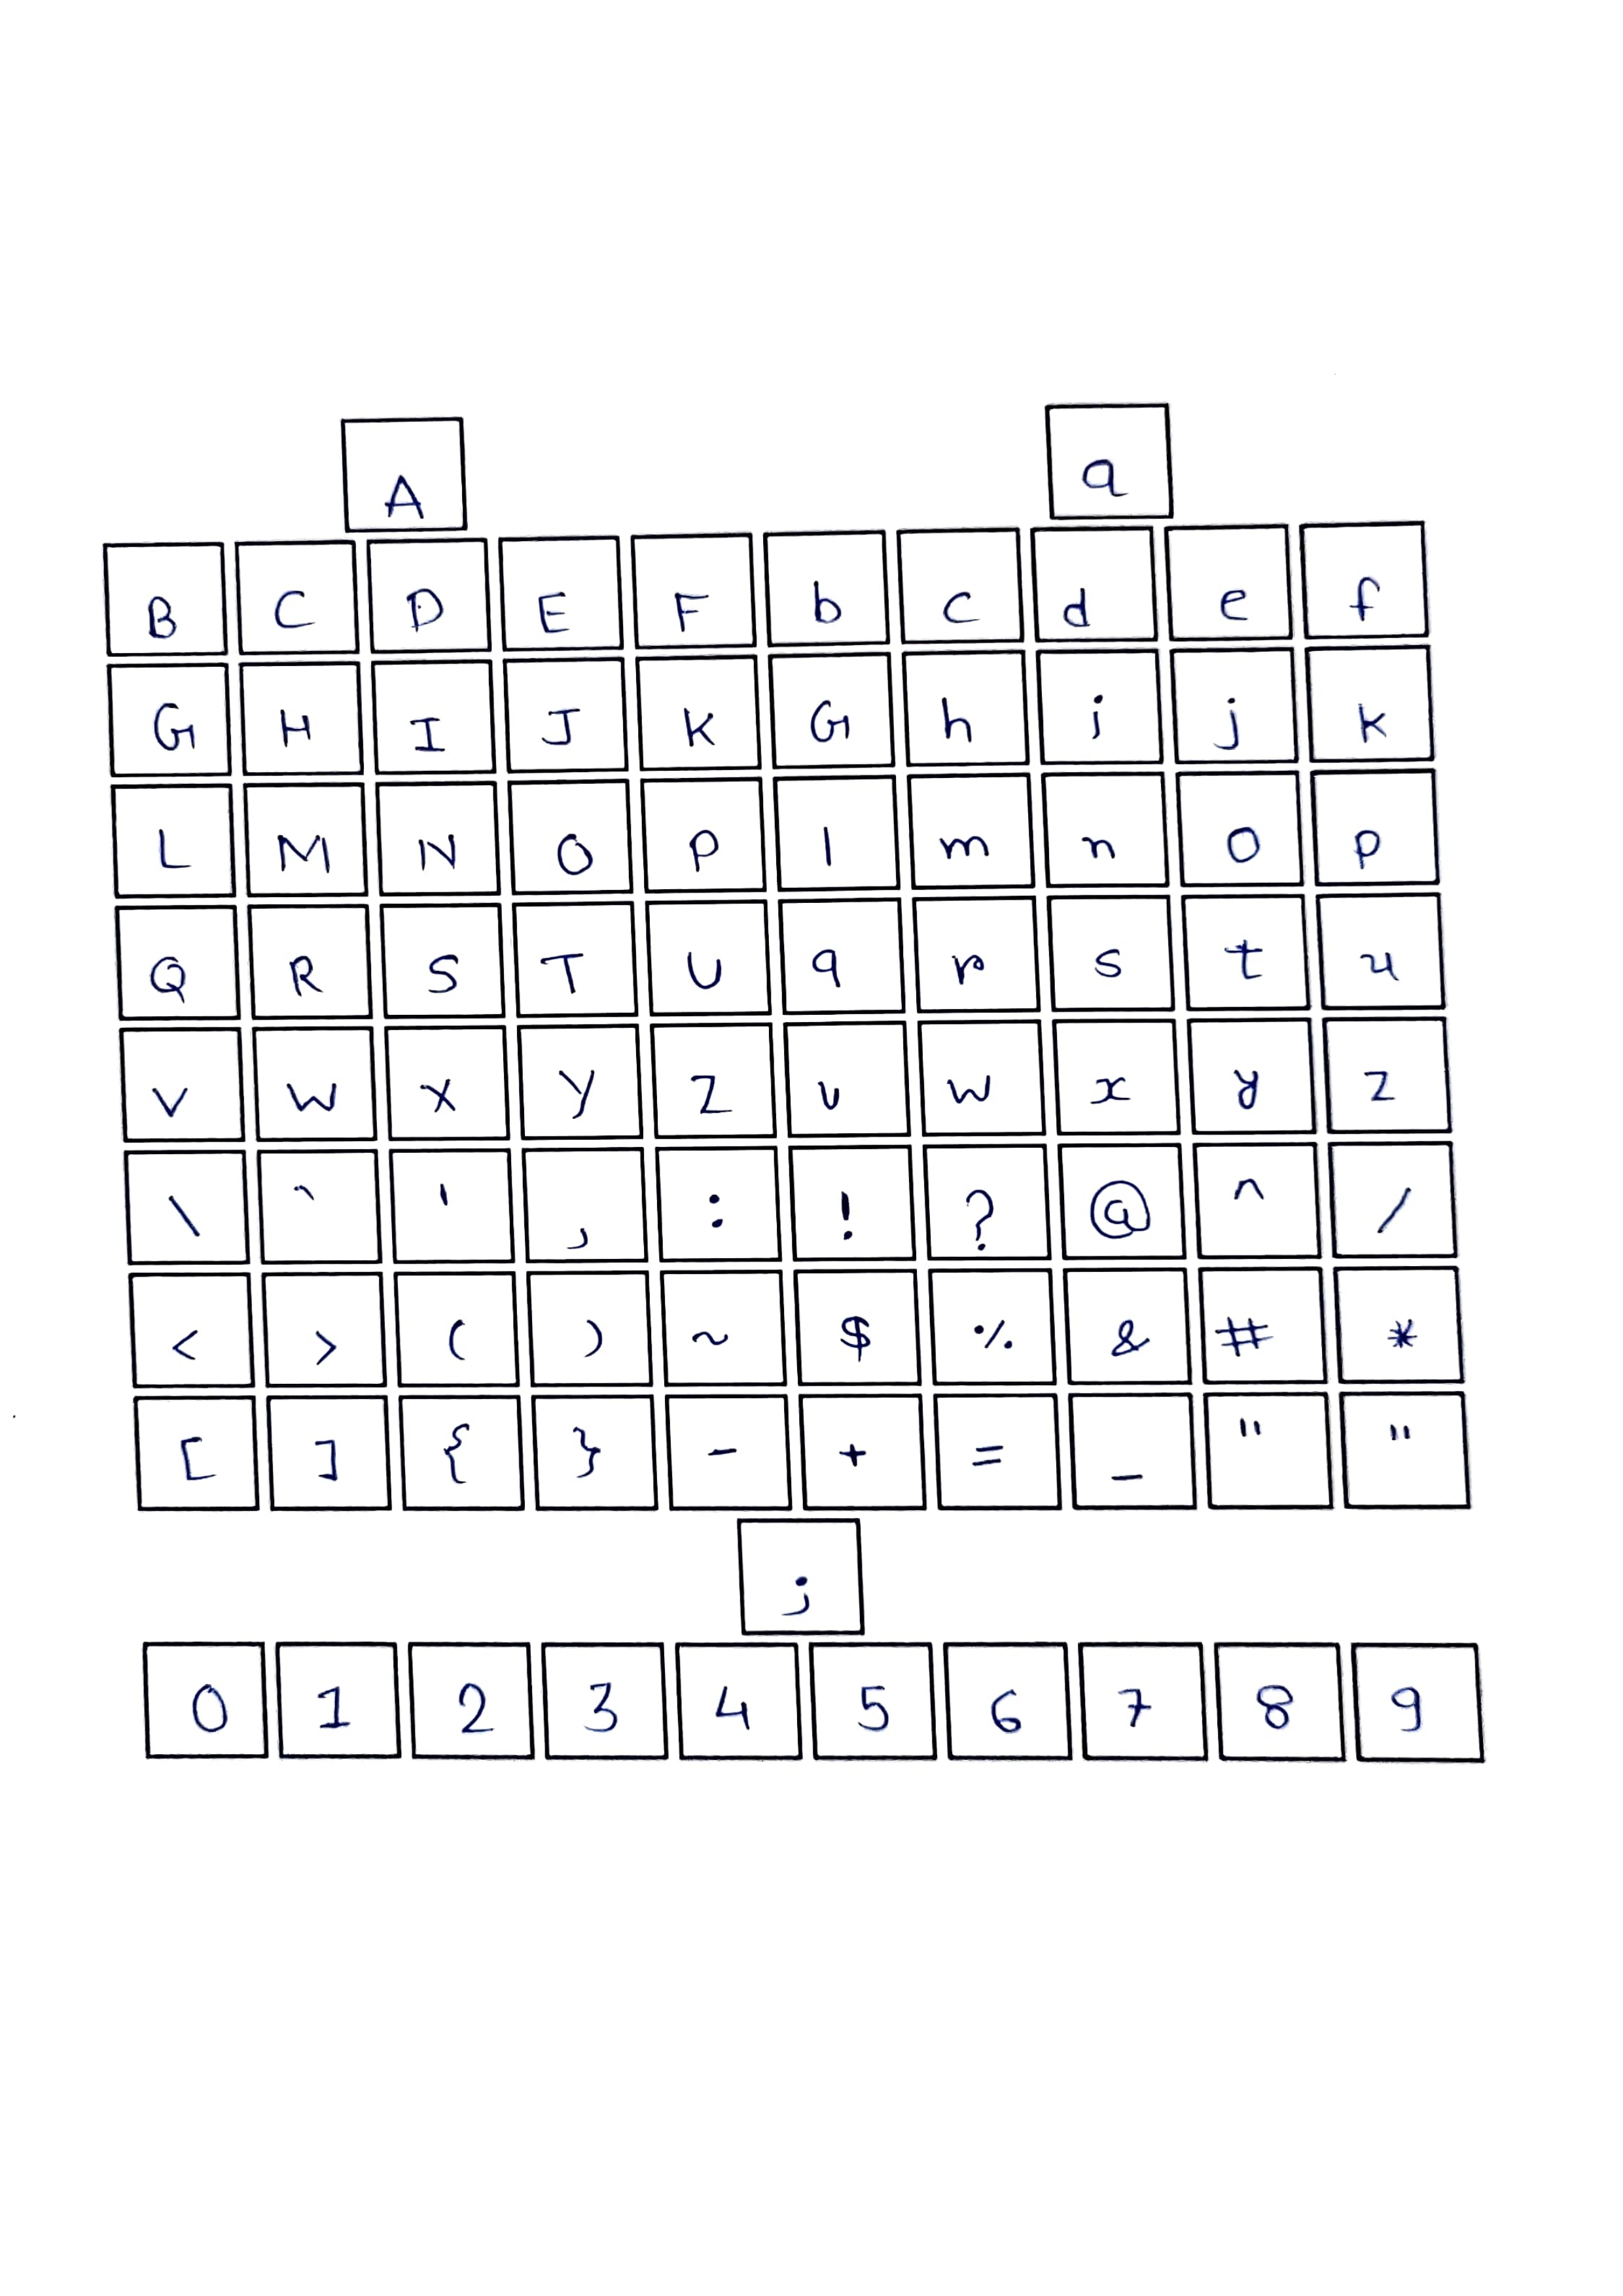 A a
B C D E F b c d e f
G H I J K G h i j k
L M N O P l m n o p
Q R S T U q r s t u
V W X Y Z v w x y z
\ ` ' , : ! ? @ ^ /
< > ( ) ~ $ % & # *
[ ] { } - + = _ " "
;
0 1 2 3 4 5 6 7 8 9